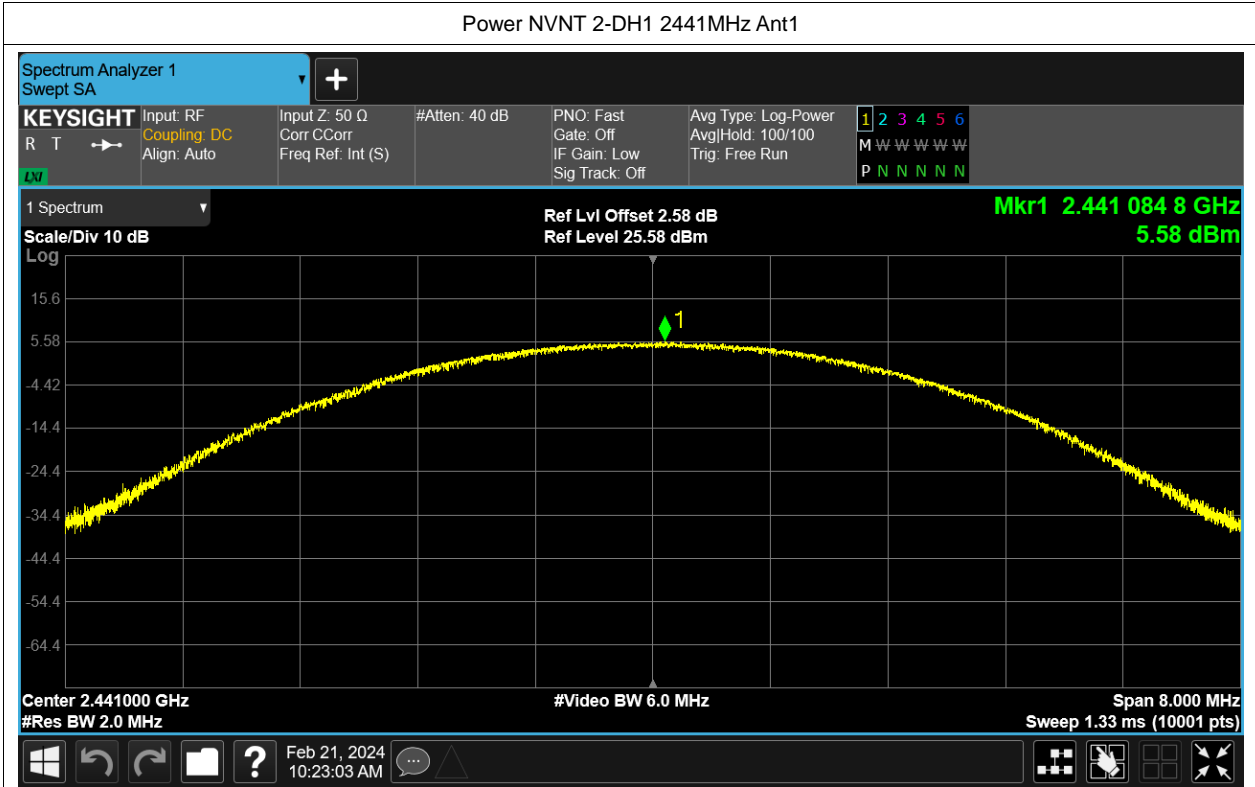 Power NVNT 2-DH1 2441MHz Ant1
Spectrum Analyzer 1
Swept SA
KEYSIGHT
R T
LXI
Input: RF
Coupling: DC
Align: Auto
Input Z: 50 Ω
Corr CCorr
Freq Ref: Int (S)
#Atten: 40 dB
PNO: Fast
Gate: Off
IF Gain: Low
Sig Track: Off
Avg Type: Log-Power
Avg|Hold: 100/100
Trig: Free Run
1 2 3 4 5 6
M W W W W W
P N N N N N
1 Spectrum
Scale/Div 10 dB
Log
Ref Lvl Offset 2.58 dB
Ref Level 25.58 dBm
Mkr1 2.441 084 8 GHz
5.58 dBm
1
15.6
5.58
-4.42
-14.4
-24.4
-34.4
-44.4
-54.4
-64.4
Center 2.441000 GHz
#Res BW 2.0 MHz
#Video BW 6.0 MHz
Span 8.000 MHz
Sweep 1.33 ms (10001 pts)
?
Feb 21, 2024
10:23:03 AM